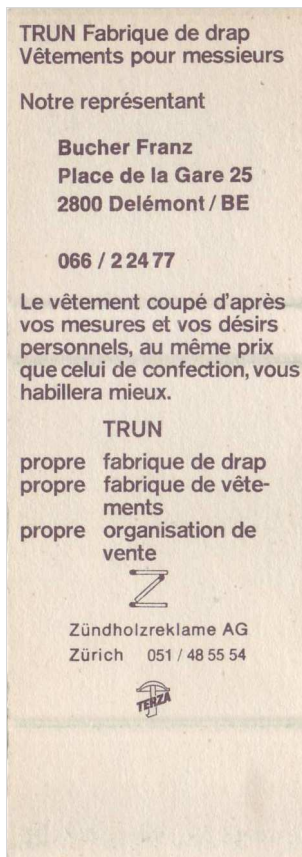 TRUN Fabrique de drap
Vêtements pour messieurs
Notre représentant
Bucher Franz
Place de la Gare 25
2800 Delémont / BE
066 / 2 24 77
Le vêtement coupé d'après
vos mesures et vos désirs
personnels, au même prix
que celui de confection, vous
habillera mieux.
TRUN
propre fabrique de drap
propre fabrique de vête-
ments
propre organisation de
vente
Z
Zündholzreklame AG
Zürich 051 / 48 55 54
TERZA